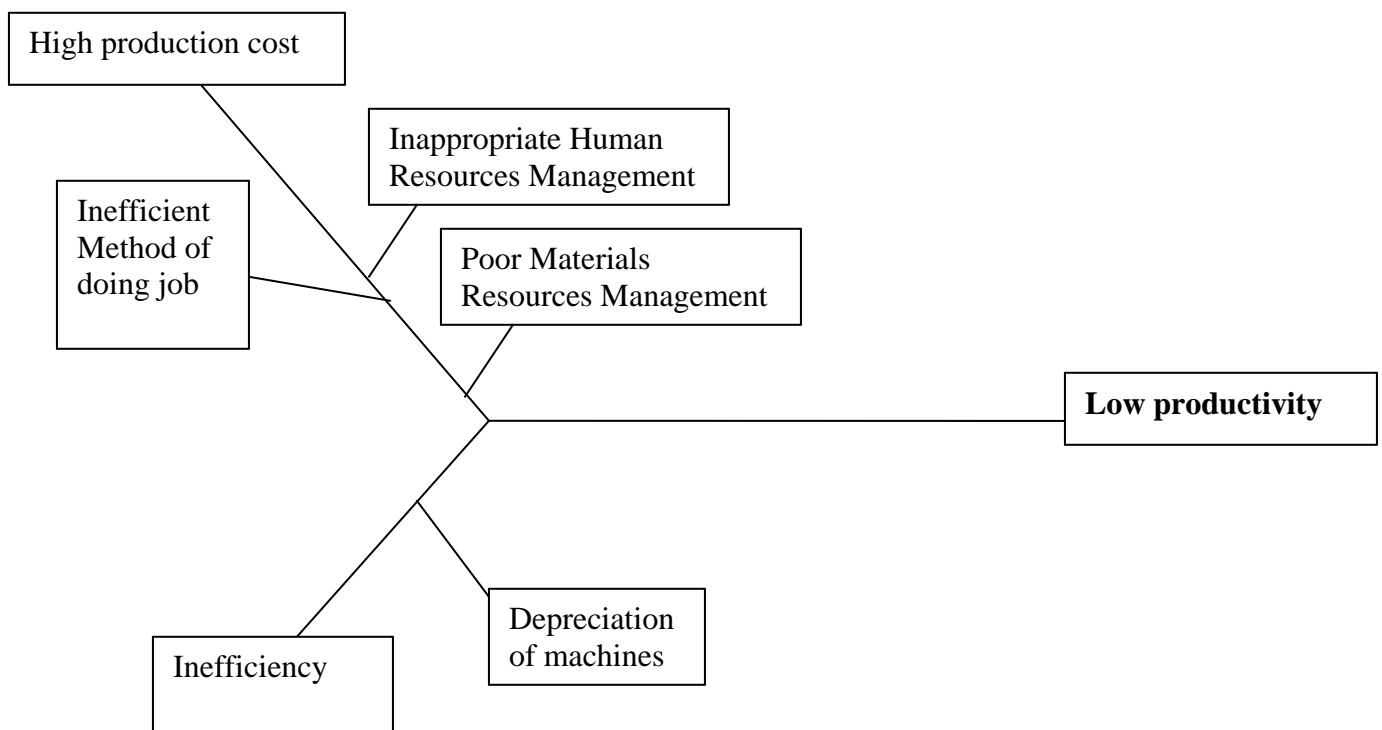 High production cost
Inappropriate Human
Resources Management
Inefficient
Method of
doing job
Poor Materials
Resources Management
Low productivity
Depreciation
of machines
Inefficiency